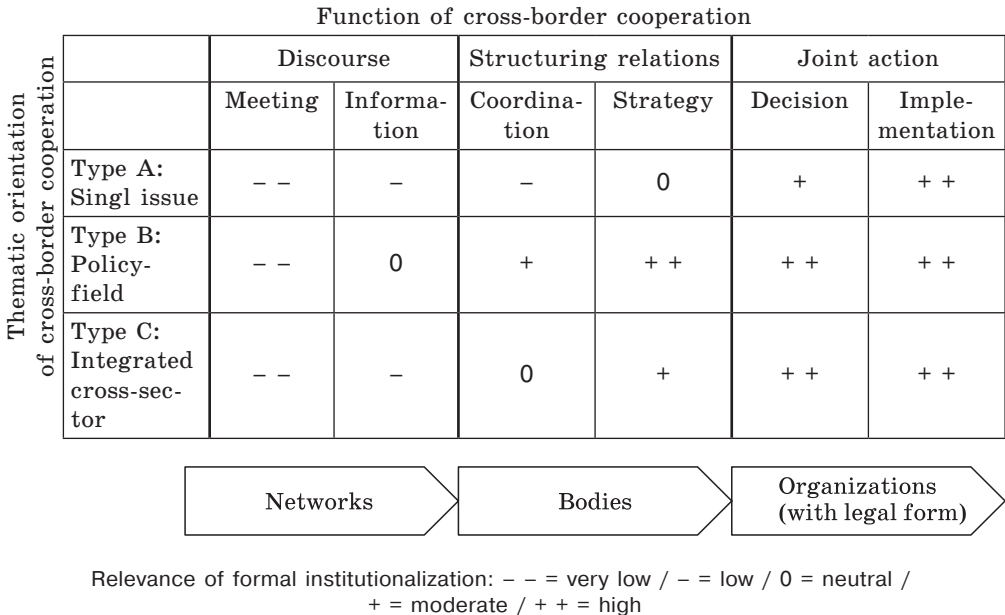 Function of cross-border cooperation
Thematic orientation
of cross-border cooperation
Discourse
Structuring relations
Joint action
Meeting
Informa-
tion
Coordina-
tion
Strategy
Decision
Imple-
mentation
Type A:
Singl issue
– –
–
–
0
+
+ +
Type B:
Policy-
field
– –
0
+
+ +
+ +
+ +
Type C:
Integrated
cross-sec-
tor
– –
–
0
+
+ +
+ +
Networks
Bodies
Organizations
(with legal form)
Relevance of formal institutionalization: – – = very low / – = low / 0 = neutral /
+ = moderate / + + = high